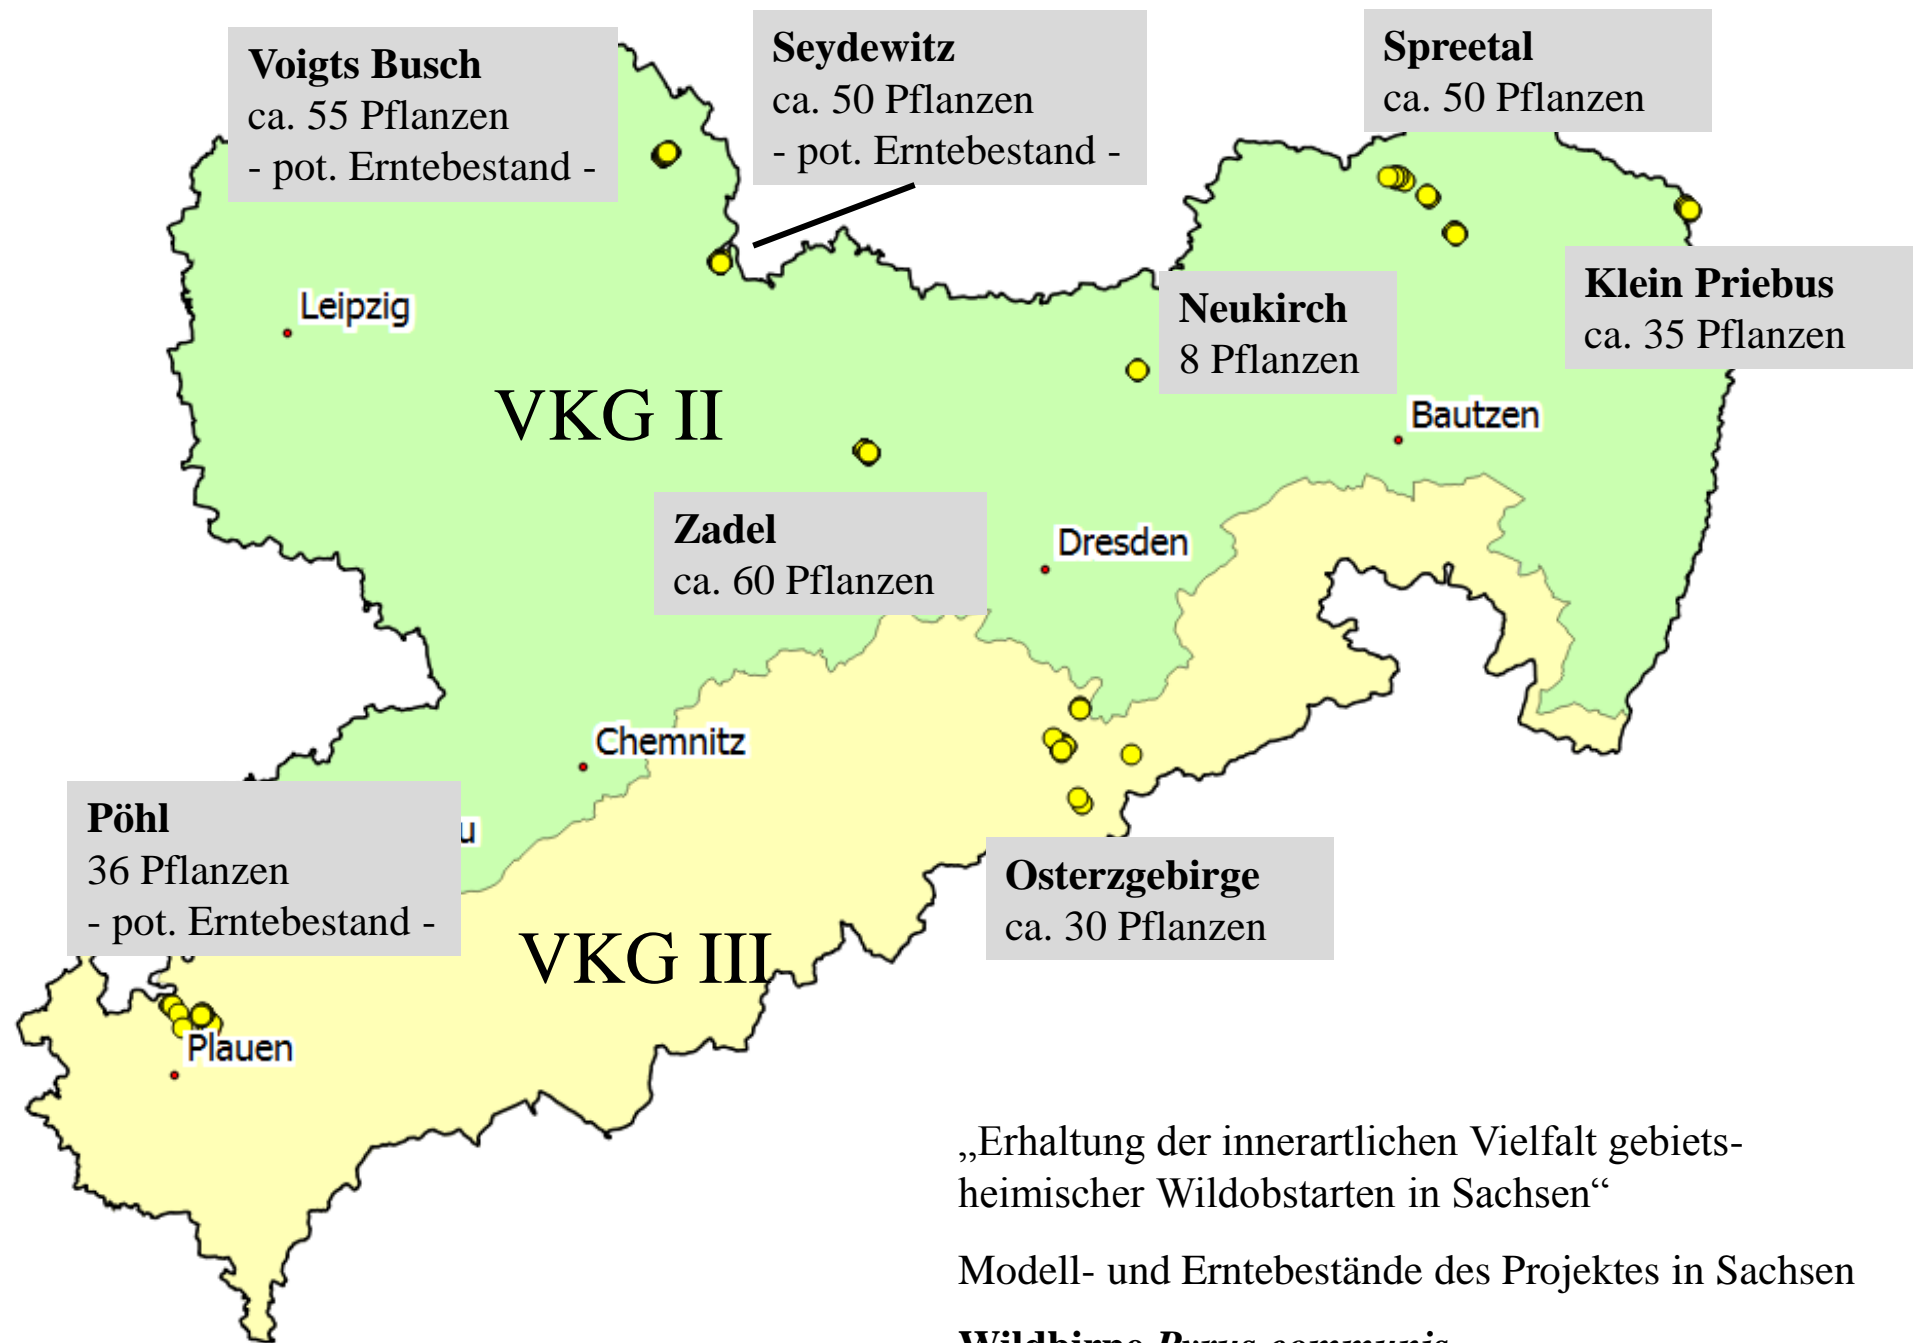 Voigts Busch
ca. 55 Pflanzen
- pot. Erntebestand -
Seydewitz
ca. 50 Pflanzen
- pot. Erntebestand -
Spreetal
ca. 50 Pflanzen
Klein Priebus
ca. 35 Pflanzen
Neukirch
8 Pflanzen
Leipzig
VKG II
Bautzen
Zadel
ca. 60 Pflanzen
Dresden
Chemnitz
Pöhl
36 Pflanzen
- pot. Erntebestand -
u
Osterzgebirge
ca. 30 Pflanzen
VKG III
Plauen
„Erhaltung der innerartlichen Vielfalt gebiets-
heimischer Wildobstarten in Sachsen“
Modell- und Erntebestände des Projektes in Sachsen
Wildbirne Pyrus communis